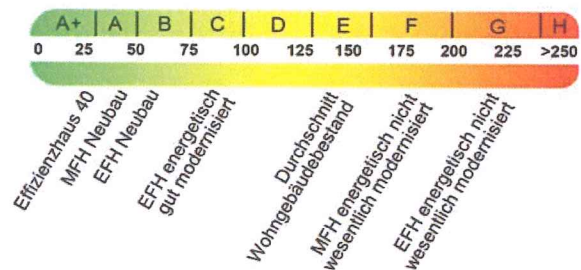 A+ A B C D E F G H
0 25 50 75 100 125 150 175 200 225 >250
Effizienzhaus 40
MFH Neubau
EFH Neubau
EFH energetisch
gut modernisiert
Durchschnitt
Wohngebäudebestand
MFH energetisch nicht
wesentlich modernisiert
EFH energetisch nicht
wesentlich modernisiert